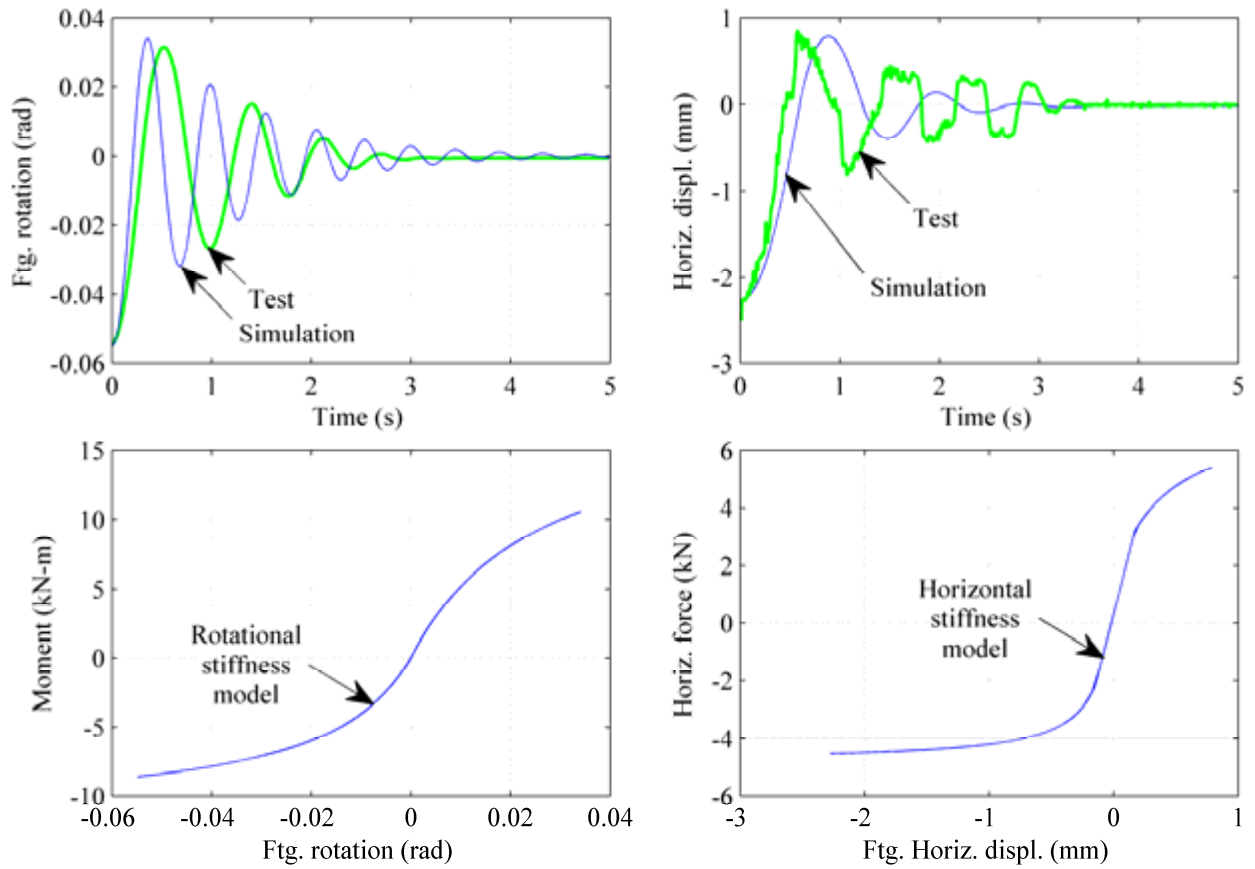 0.04
0.02
0
-0.02
-0.04
-0.06
Ftg. rotation (rad)
Test
Simulation
0 1 2 3 4 5
Time (s)
1
0
-1
-2
-3
Horiz. displ. (mm)
Test
Simulation
0 1 2 3 4 5
Time (s)
15
10
5
0
-5
-10
Moment (kN-m)
Rotational
stiffness
model
-0.06 -0.04 -0.02 0 0.02 0.04
Ftg. rotation (rad)
6
4
2
0
-2
-4
-6
Horiz. force (kN)
Horizontal
stiffness
model
-3 -2 -1 0 1
Ftg. Horiz. displ. (mm)